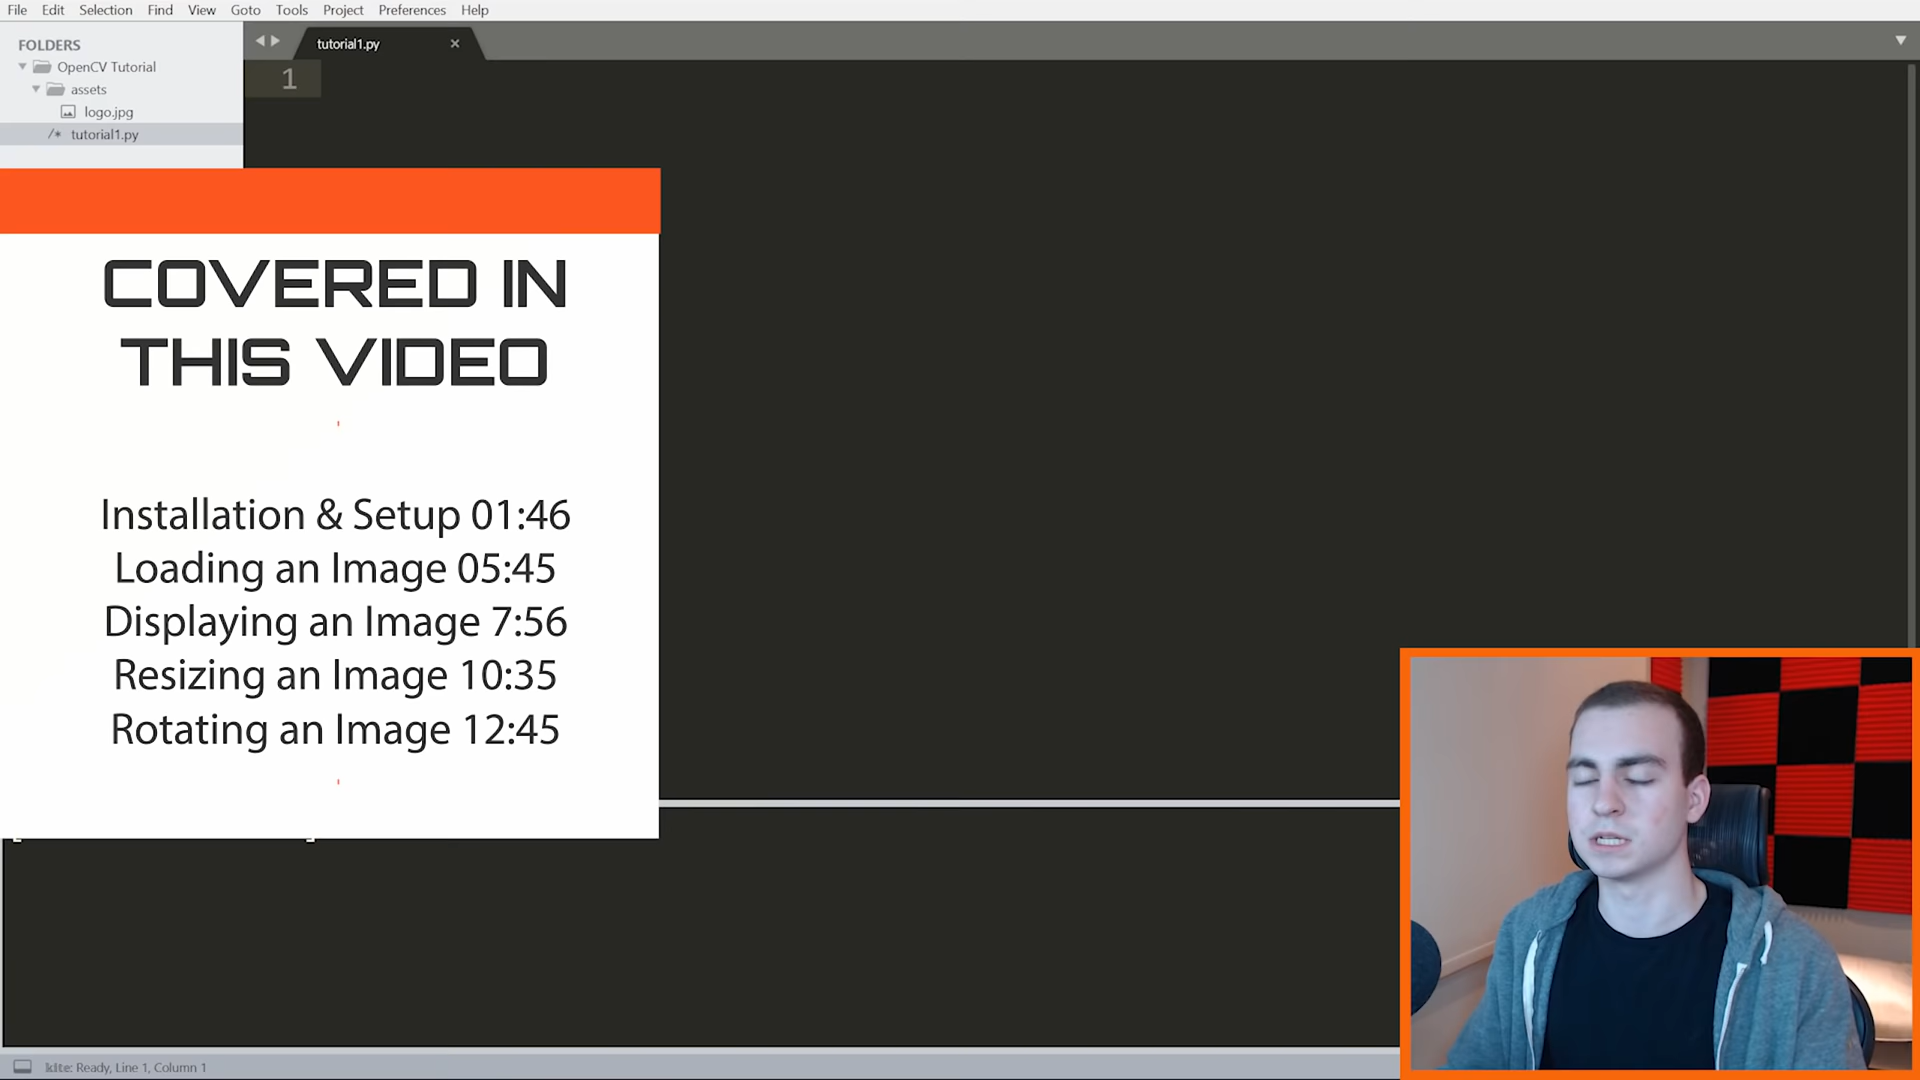 File Edit Selection Find View Goto Tools Project Preferences Help
FOLDERS
OpenCV Tutorial
assets
logo.jpg
/* tutorial1.py
tutorial1.py ×
1
COVERED IN
THIS VIDEO
Installation & Setup 01:46
Loading an Image 05:45
Displaying an Image 7:56
Resizing an Image 10:35
Rotating an Image 12:45
kite: Ready, Line 1, Column 1